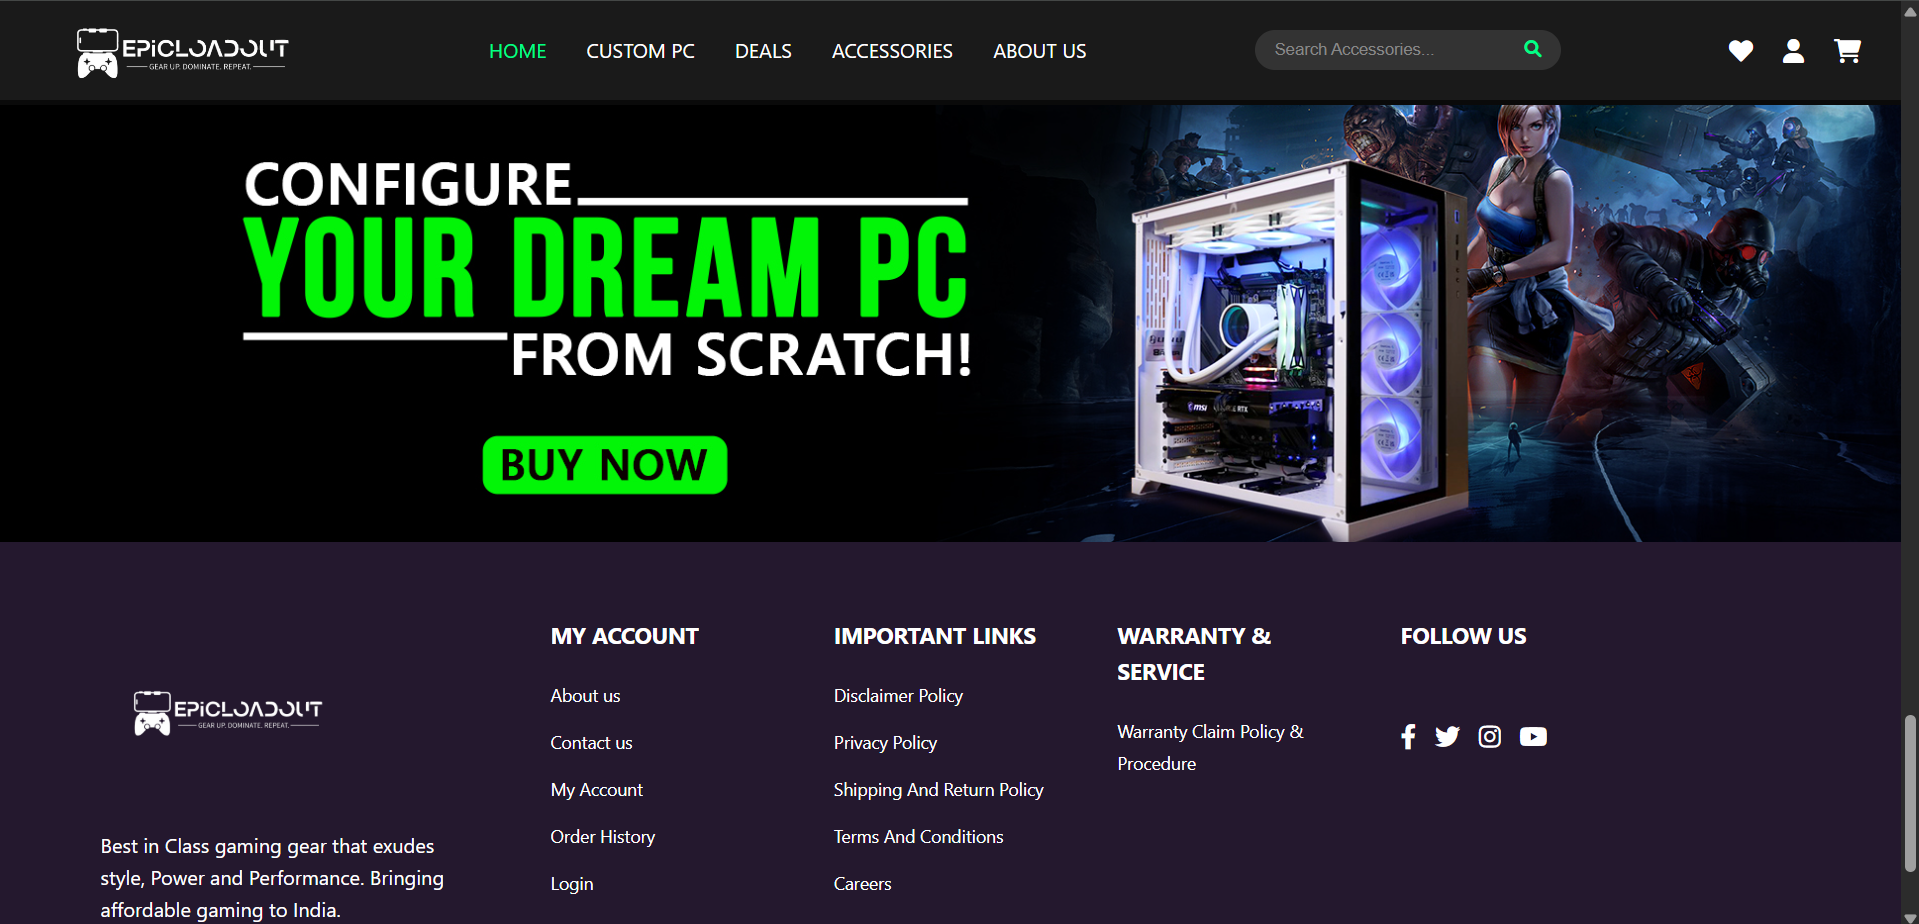 EPICLOADOUT
GEAR UP. DOMINATE. REPEAT.
HOME
CUSTOM PC
DEALS
ACCESSORIES
ABOUT US
Search Accessories...
CONFIGURE
YOUR DREAM PC
FROM SCRATCH!
BUY NOW
msi
RTX
EPICLOADOUT
GEAR UP. DOMINATE. REPEAT.
Best in Class gaming gear that exudes
style, Power and Performance. Bringing
affordable gaming to India.
MY ACCOUNT
About us
Contact us
My Account
Order History
Login
IMPORTANT LINKS
Disclaimer Policy
Privacy Policy
Shipping And Return Policy
Terms And Conditions
Careers
WARRANTY &
SERVICE
Warranty Claim Policy &
Procedure
FOLLOW US